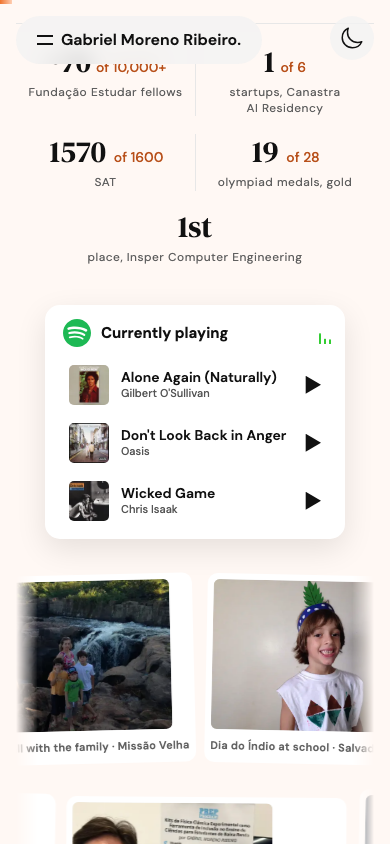 Gabriel Moreno Ribeiro.
of 10,000+
Fundação Estudar fellows
1 of 6
startups, Canastra
AI Residency
1570 of 1600
SAT
19 of 28
olympiad medals, gold
1st
place, Insper Computer Engineering
Currently playing
Alone Again (Naturally)
Gilbert O'Sullivan
Don't Look Back in Anger
Oasis
Wicked Game
Chris Isaak
with the family · Missão Velha
Dia do Índio at school · Salvad
PREP